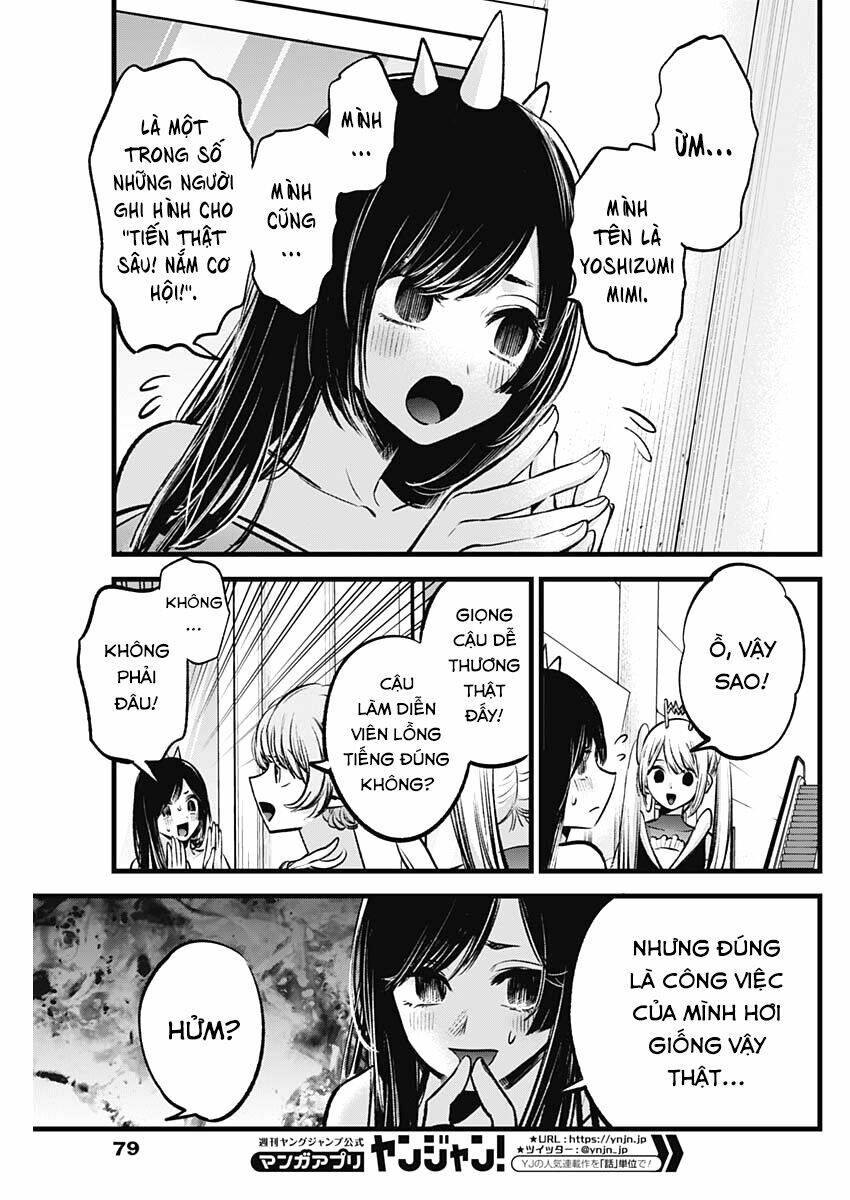 ỪM...
MÌNH
TÊN LÀ
YOSHIZUMI
MIMI.
MÌNH
...
MÌNH
CŨNG
...
LÀ MỘT
TRONG SỐ
NHỮNG NGƯỜI
GHI HÌNH CHO
"TIẾN THẬT
SÂU! NẮM CƠ
HỘI!".
Ồ, VẬY
SAO!
GIỌNG
CẬU DỄ
THƯƠNG
THẬT
ĐẤY!
CẬU
LÀM DIỄN
VIÊN LỒNG
TIẾNG ĐÚNG
KHÔNG?
KHÔNG
...
KHÔNG
PHẢI
ĐÂU!
NHƯNG ĐÚNG
LÀ CÔNG VIỆC
CỦA MÌNH HƠI
GIỐNG VẬY
THẬT...
HỬM?
79
週刊ヤングジャンプ公式
マンガアプリ
ヤンジャン!
★URL:https://ynjn.jp
★ツイッター:@ynjn_jp
YJの人気連載作を「話」単位で!